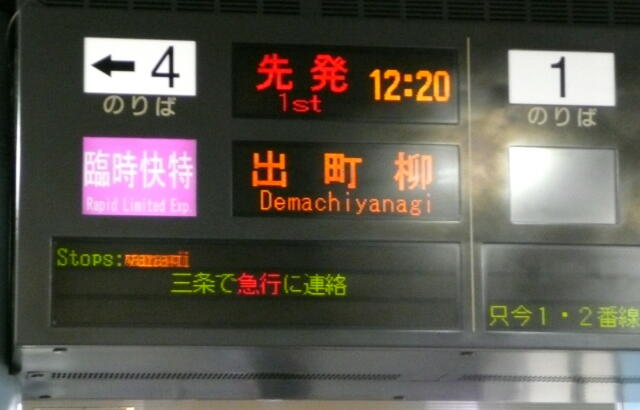 ← 4
のりば
先発 12:20
1st
臨時快特
Rapid Limited Exp.
出町柳
Demachiyanagi
Stops:
三条で急行に連絡
1
のりば
只今1・2番線